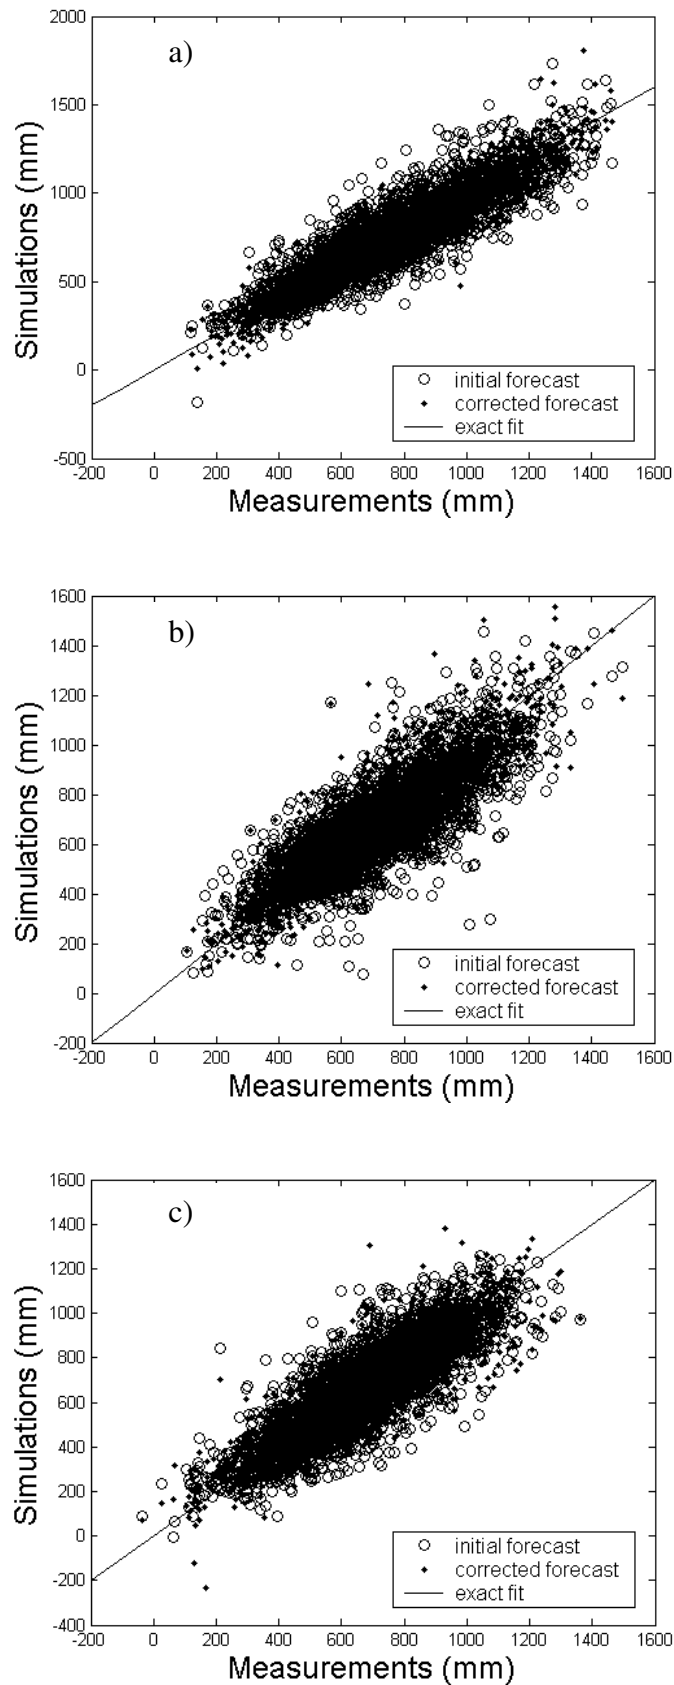 2000
a)
1500
1000
500
0
-500
Simulations (mm)
initial forecast
corrected forecast
exact fit
-200 0 200 400 600 800 1000 1200 1400 1600
Measurements (mm)
1600
b)
1400
1200
1000
800
600
400
200
0
-200
Simulations (mm)
initial forecast
corrected forecast
exact fit
-200 0 200 400 600 800 1000 1200 1400 1600
Measurements (mm)
1600
c)
1400
1200
1000
800
600
400
200
0
-200
-400
Simulations (mm)
initial forecast
corrected forecast
exact fit
-200 0 200 400 600 800 1000 1200 1400 1600
Measurements (mm)